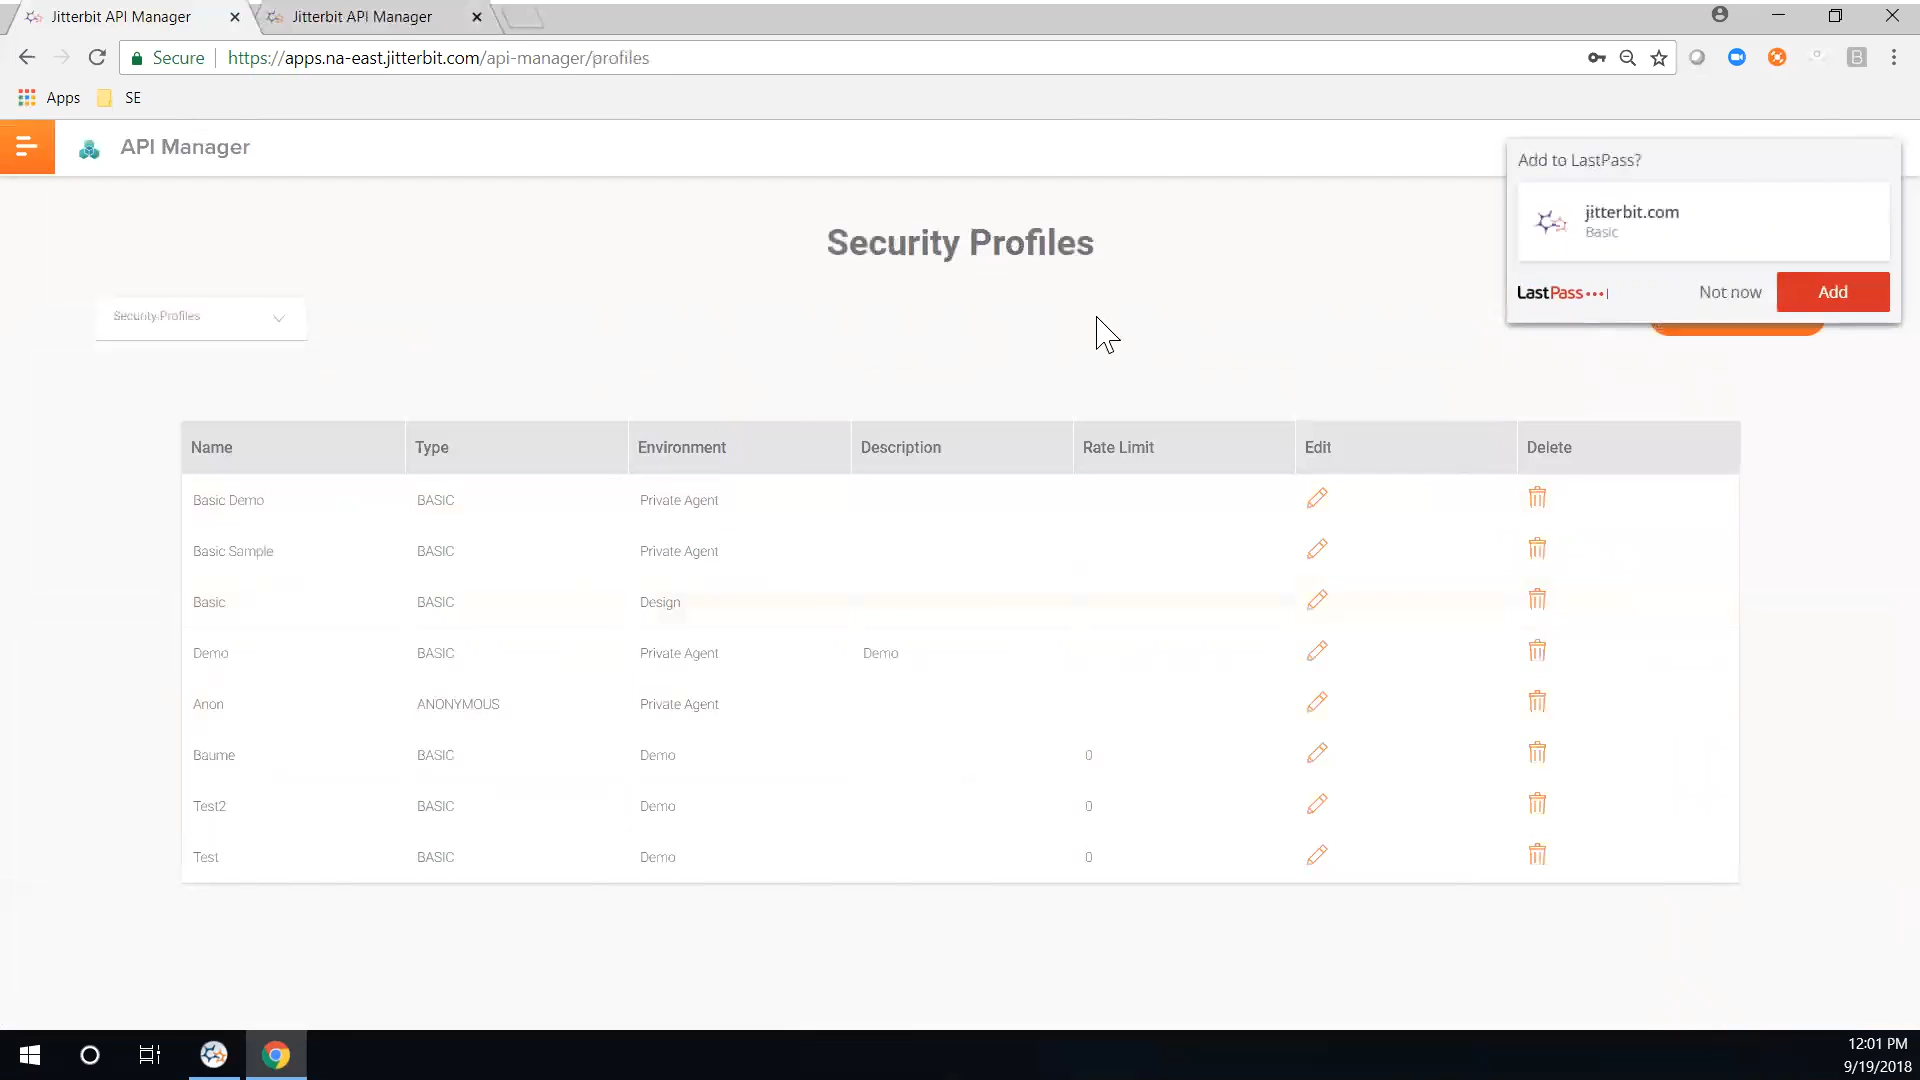 Jitterbit API Manager
Jitterbit API Manager
Secure
https://apps.na-east.jitterbit.com/api-manager/profiles
B
Apps
SE
API Manager
Add to LastPass?
jitterbit.com
Basic
LastPass
Not now
Add
Security Profiles
Security Profiles
Name Type Environment Description Rate Limit Edit Delete
Basic Demo BASIC Private Agent
Basic Sample BASIC Private Agent
Basic BASIC Design
Demo BASIC Private Agent Demo
Anon ANONYMOUS Private Agent
Baume BASIC Demo 0
Test2 BASIC Demo 0
Test BASIC Demo 0
12:01 PM
9/19/2018